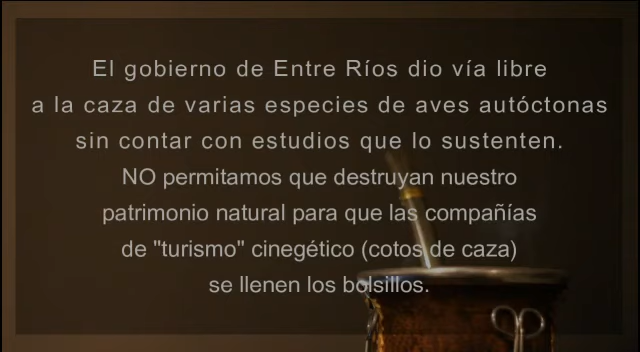 El gobierno de Entre Ríos dio vía libre
a la caza de varias especies de aves autóctonas
sin contar con estudios que lo sustenten.
NO permitamos que destruyan nuestro
patrimonio natural para que las compañías
de "turismo" cinegético (cotos de caza)
se llenen los bolsillos.